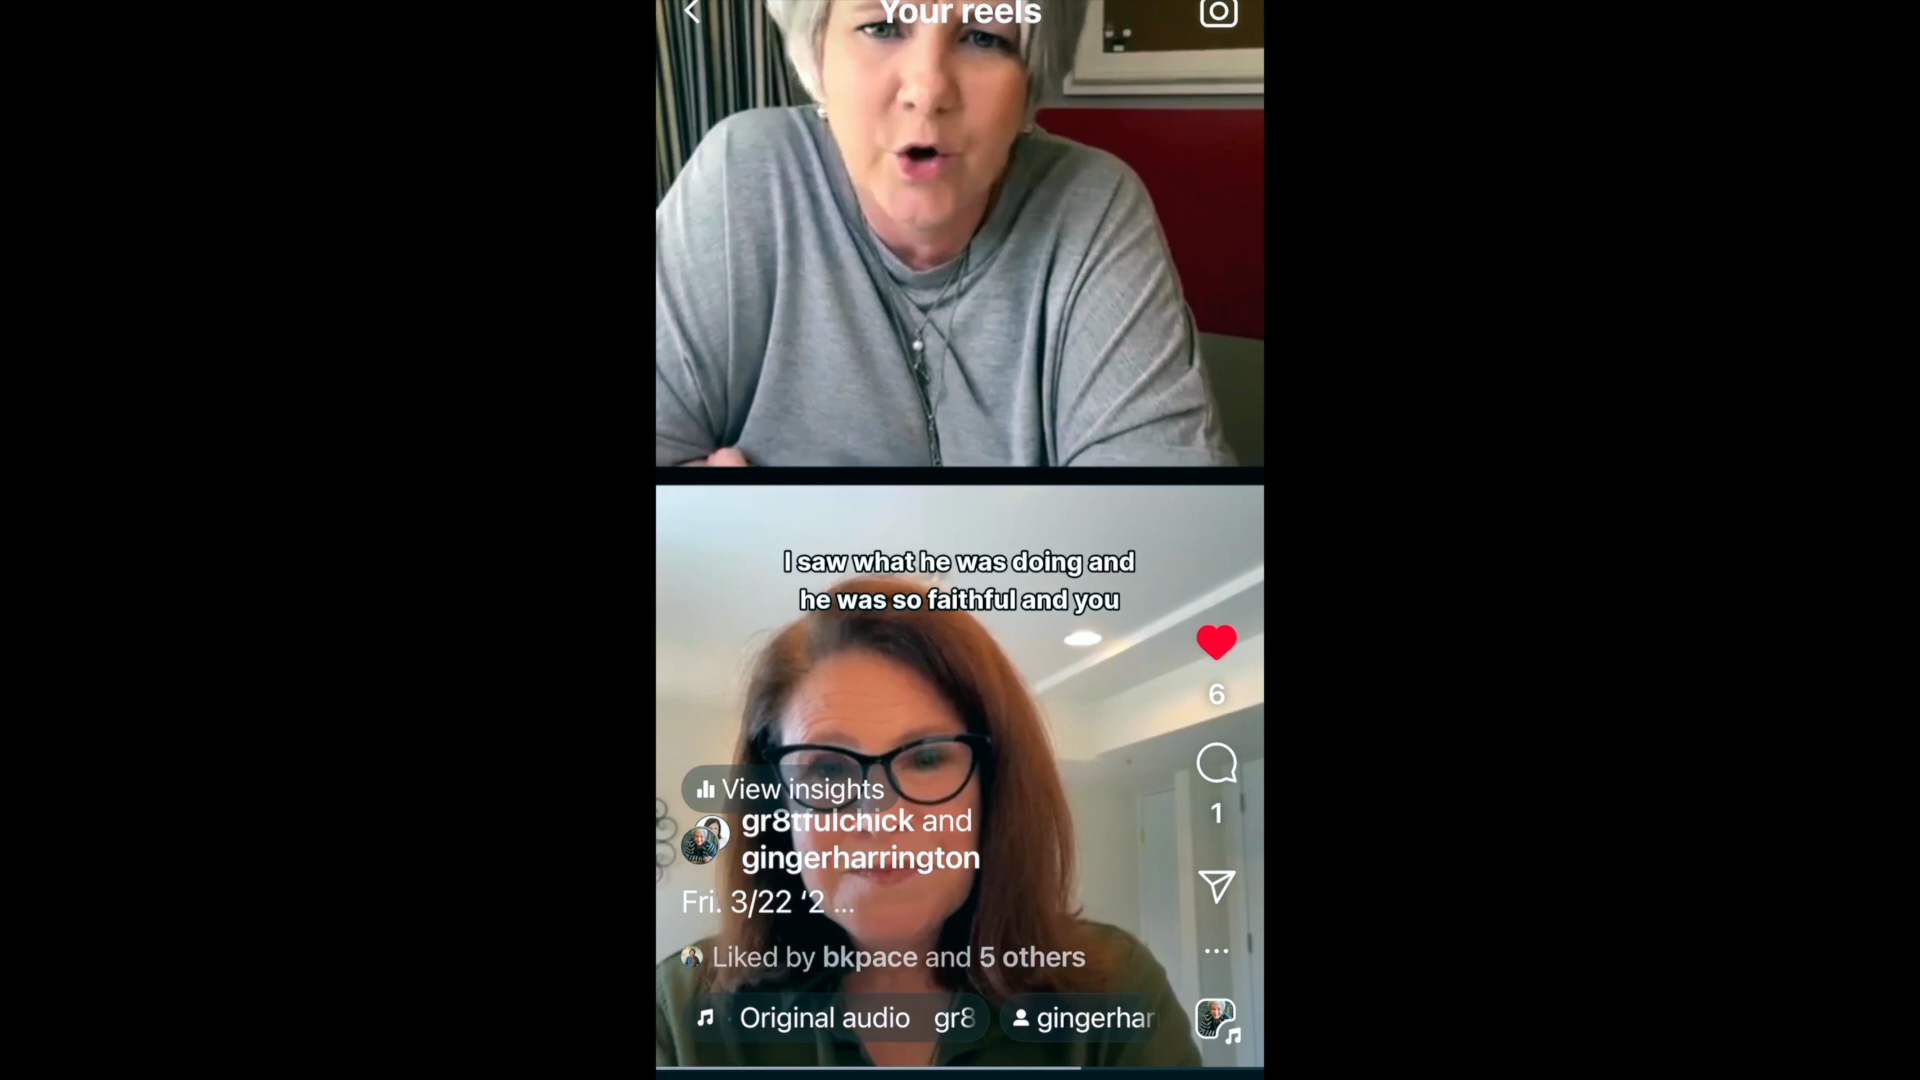 Your reels
I saw what he was doing and
he was so faithful and you
6
View insights
1
gr8tfulchick and
gingerharrington
Fri. 3/22 ‘2 ...
Liked by bkpace and 5 others
Original audio gr8 gingerhar